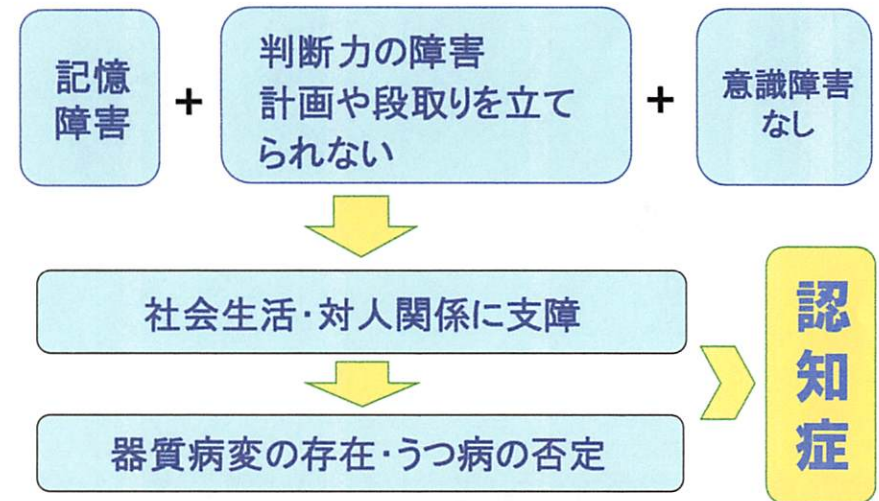 記憶
障害
+
判断力の障害
計画や段取りを立て
られない
+
意識障害
なし
社会生活・対人関係に支障
器質病変の存在・うつ病の否定
認知症